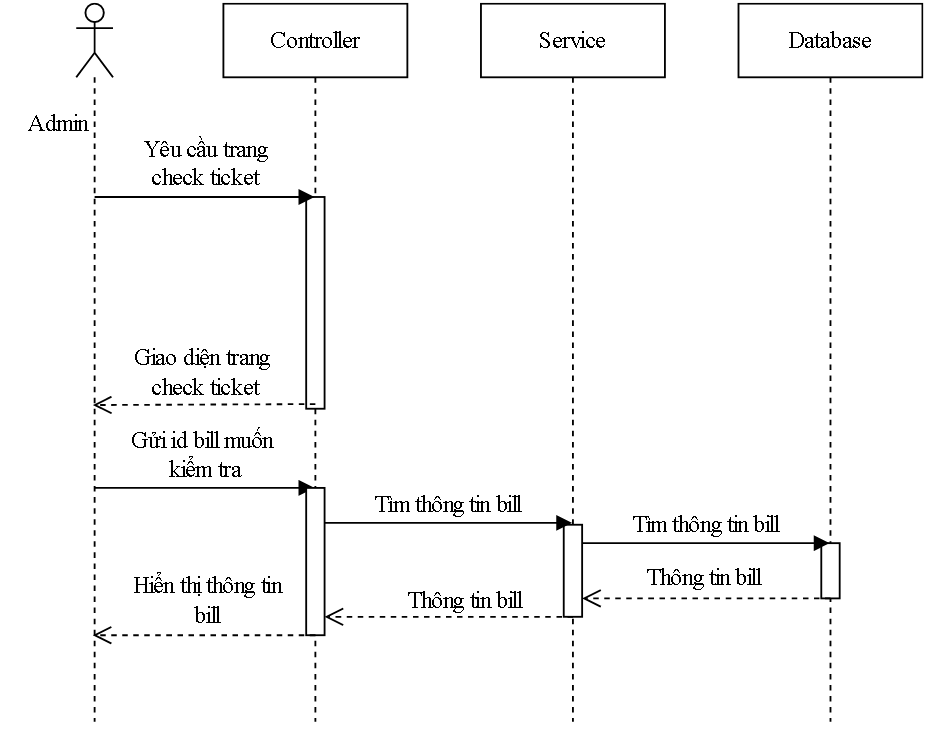 Controller
Service
Database
Admin
Yêu cầu trang
check ticket
Giao diện trang
check ticket
Gửi id bill muốn
kiểm tra
Tìm thông tin bill
Tìm thông tin bill
Thông tin bill
Thông tin bill
Hiển thị thông tin
bill